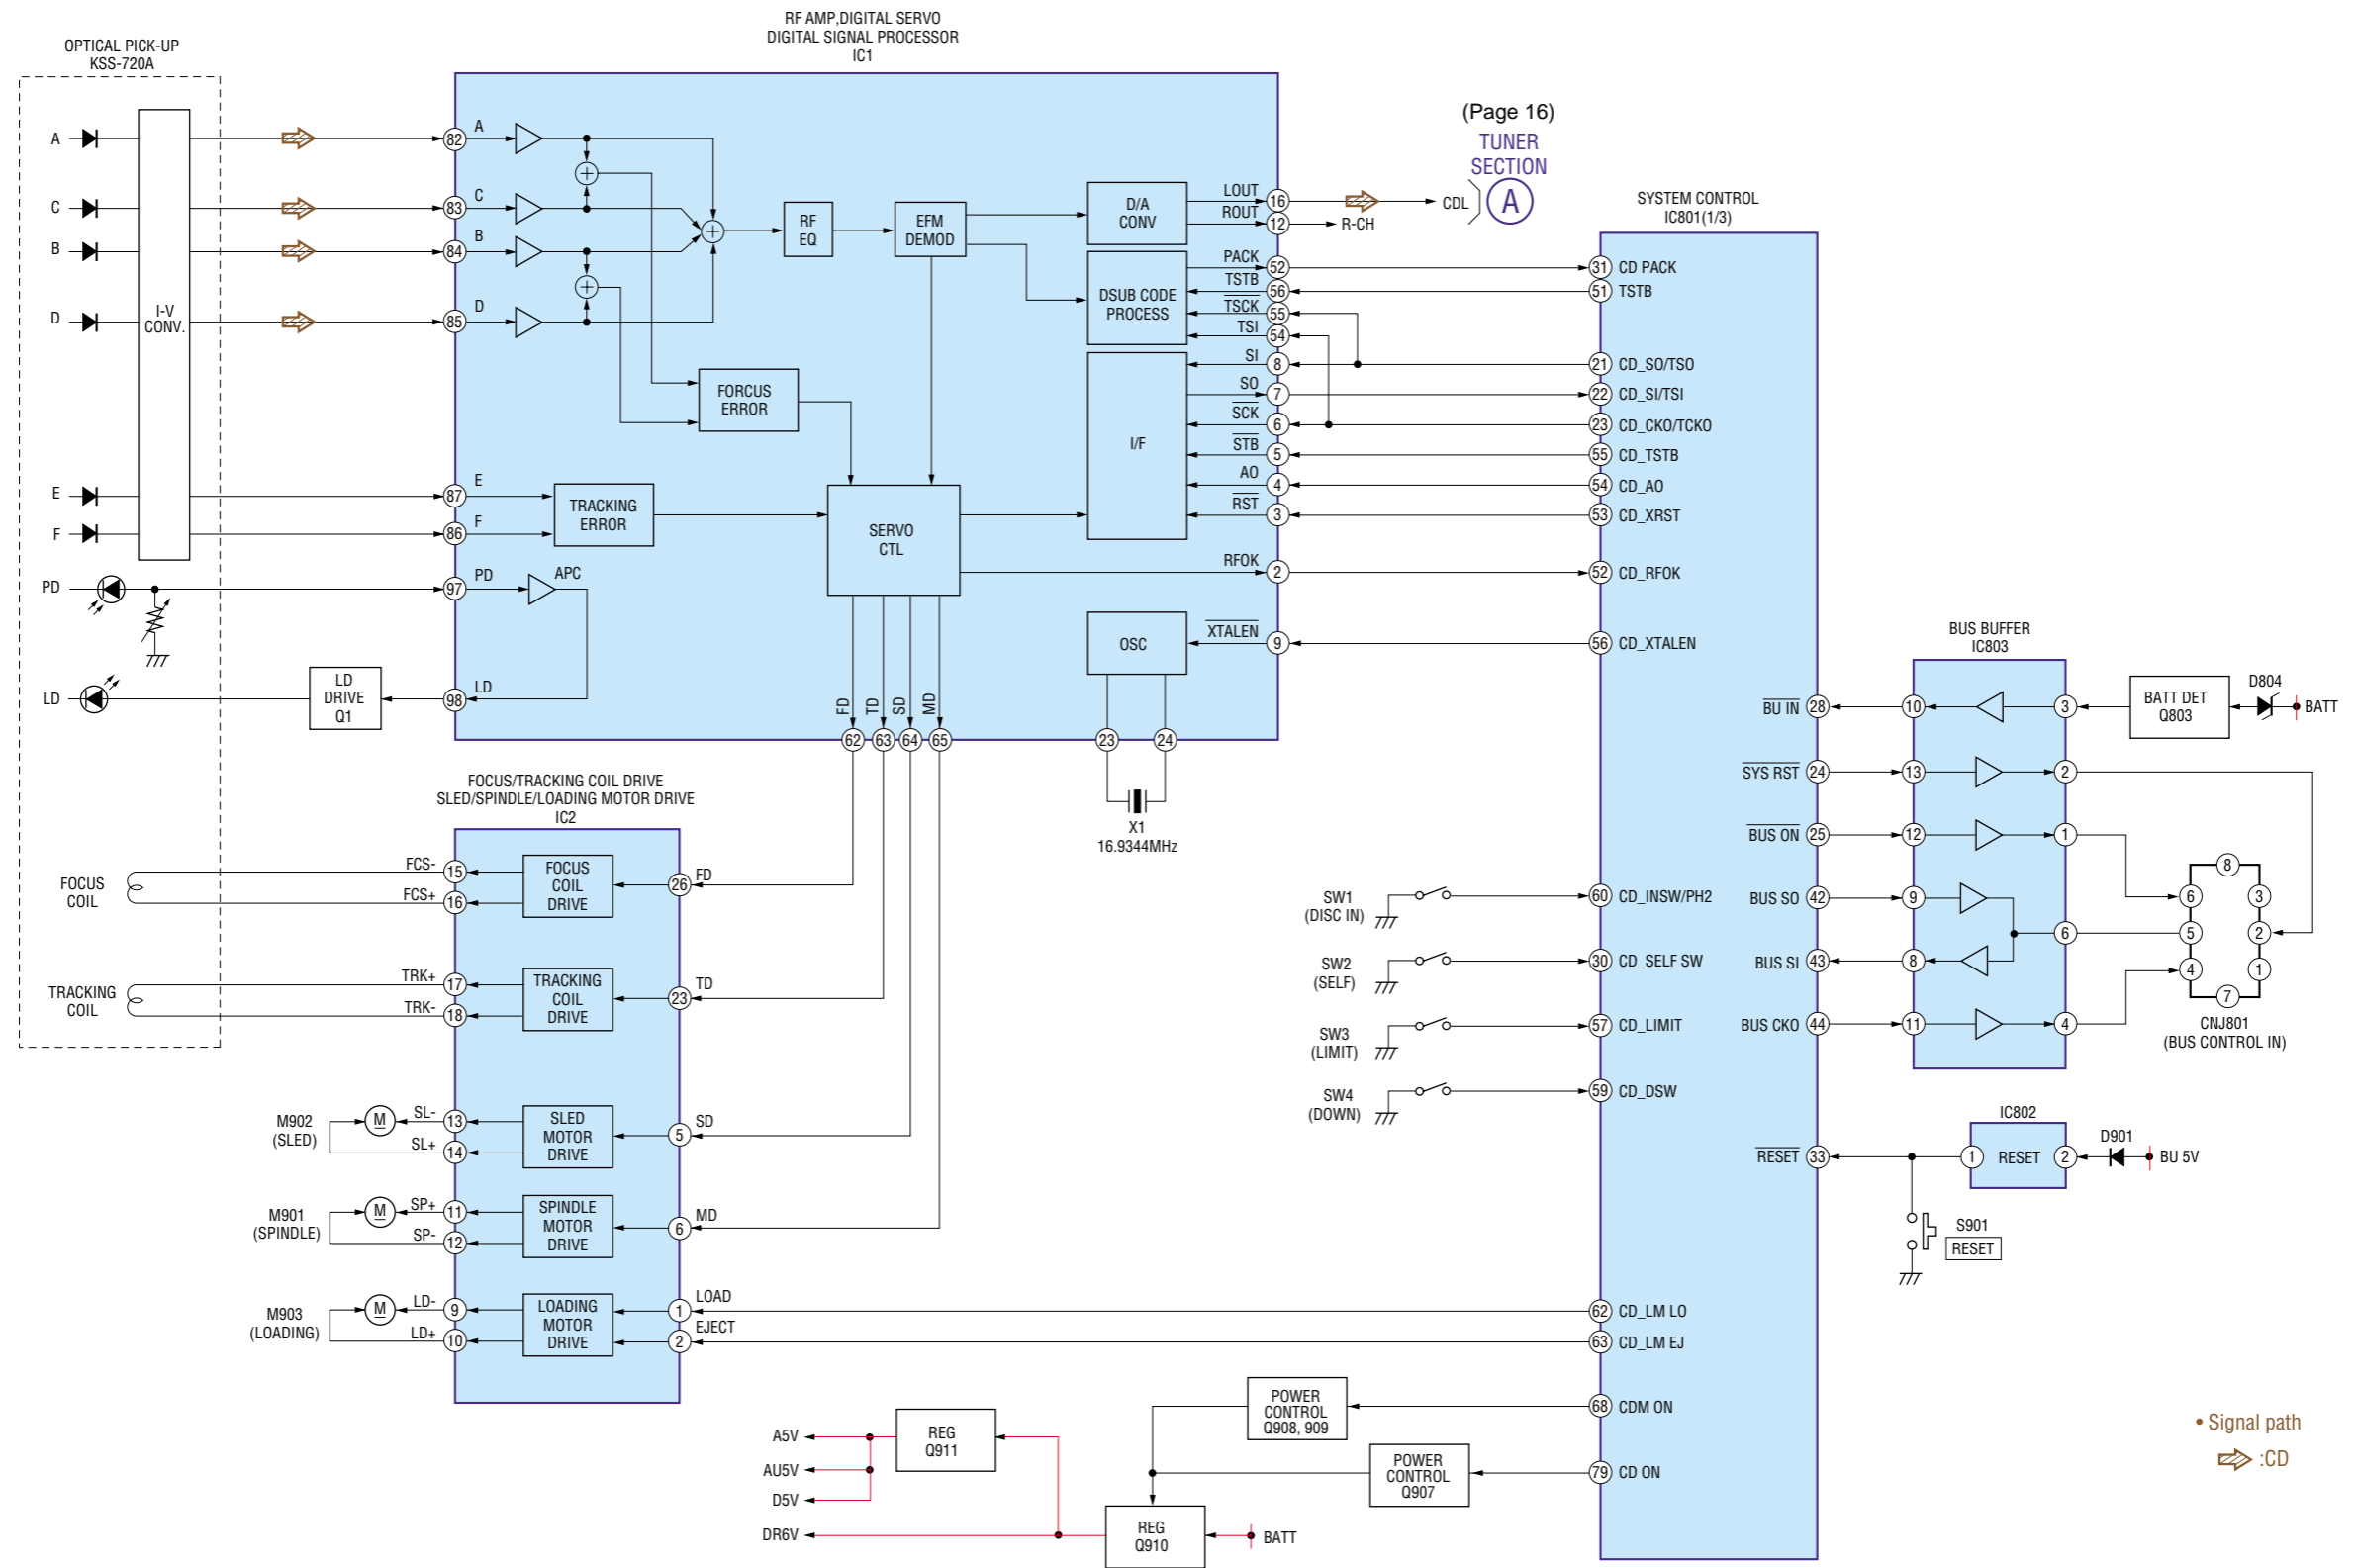 RF AMP,DIGITAL SERVO
DIGITAL SIGNAL PROCESSOR
IC1
OPTICAL PICK-UP
KSS-720A
A
C
B
D
I-V
CONV.
E
F
PD
LD
LD
DRIVE
Q1
82
A
83
C
84
B
85
D
87
E
86
F
97
PD
APC
98
LD
RF
EQ
EFM
DEMOD
FORCUS
ERROR
TRACKING
ERROR
SERVO
CTL
D/A
CONV
DSUB CODE
PROCESS
I/F
OSC
LOUT
16
ROUT
12
R-CH
CDL
(Page 16)
TUNER
SECTION
A
PACK
52
TSTB
56
TSCK
55
TSI
54
SI
8
SO
7
SCK
6
STB
5
AO
4
RST
3
RFOK
2
XTALEN
9
FD
TD
SD
MD
62
63
64
65
23
24
X1
16.9344MHz
SYSTEM CONTROL
IC801(1/3)
31 CD PACK
51 TSTB
21 CD_SO/TSO
22 CD_SI/TSI
23 CD_CKO/TCKO
55 CD_TSTB
54 CD_AO
53 CD_XRST
52 CD_RFOK
56 CD_XTALEN
60 CD_INSW/PH2
30 CD_SELF SW
57 CD_LIMIT
59 CD_DSW
62 CD_LM LO
63 CD_LM EJ
68 CDM ON
79 CD ON
SW1
(DISC IN)
SW2
(SELF)
SW3
(LIMIT)
SW4
(DOWN)
BU IN 28
SYS RST 24
BUS ON 25
BUS SO 42
BUS SI 43
BUS CKO 44
RESET 33
BUS BUFFER
IC803
10
3
13
2
12
1
9
6
8
11
4
BATT DET
Q803
D804
BATT
8
6
3
5
2
4
1
7
CNJ801
(BUS CONTROL IN)
IC802
1 RESET 2
D901
BU 5V
S901
RESET
FOCUS/TRACKING COIL DRIVE
SLED/SPINDLE/LOADING MOTOR DRIVE
IC2
FOCUS
COIL
FCS-
15
FCS+
16
FOCUS
COIL
DRIVE
26
FD
TRACKING
COIL
TRK+
17
TRK-
18
TRACKING
COIL
DRIVE
23
TD
M902
(SLED)
M
SL-
13
SL+
14
SLED
MOTOR
DRIVE
5
SD
M901
(SPINDLE)
M
SP+
11
SP-
12
SPINDLE
MOTOR
DRIVE
6
MD
M903
(LOADING)
M
LD-
9
LD+
10
LOADING
MOTOR
DRIVE
1
LOAD
2
EJECT
POWER
CONTROL
Q908, 909
POWER
CONTROL
Q907
REG
Q911
REG
Q910
A5V
AU5V
D5V
DR6V
BATT
• Signal path
:CD